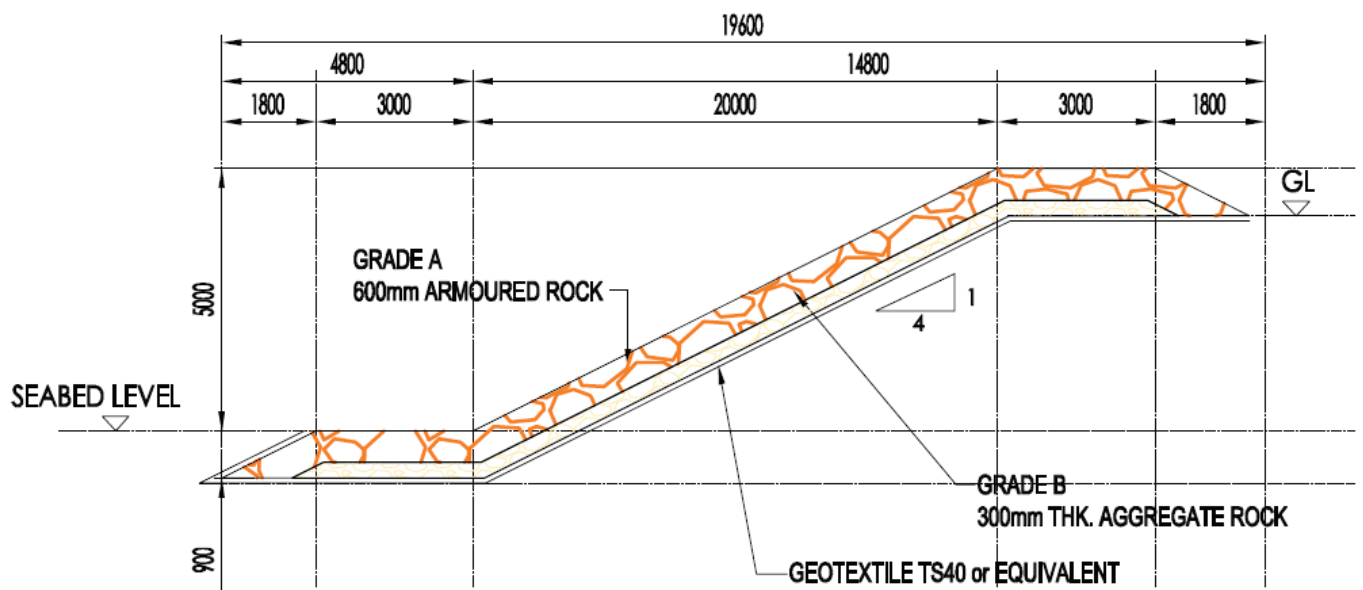 19600
4800
14800
1800
3000
20000
3000
1800
GL
GRADE A
600mm ARMOURED ROCK
5000
1
4
SEABED LEVEL
GRADE B
300mm THK. AGGREGATE ROCK
900
GEOTEXTILE TS40 or EQUIVALENT